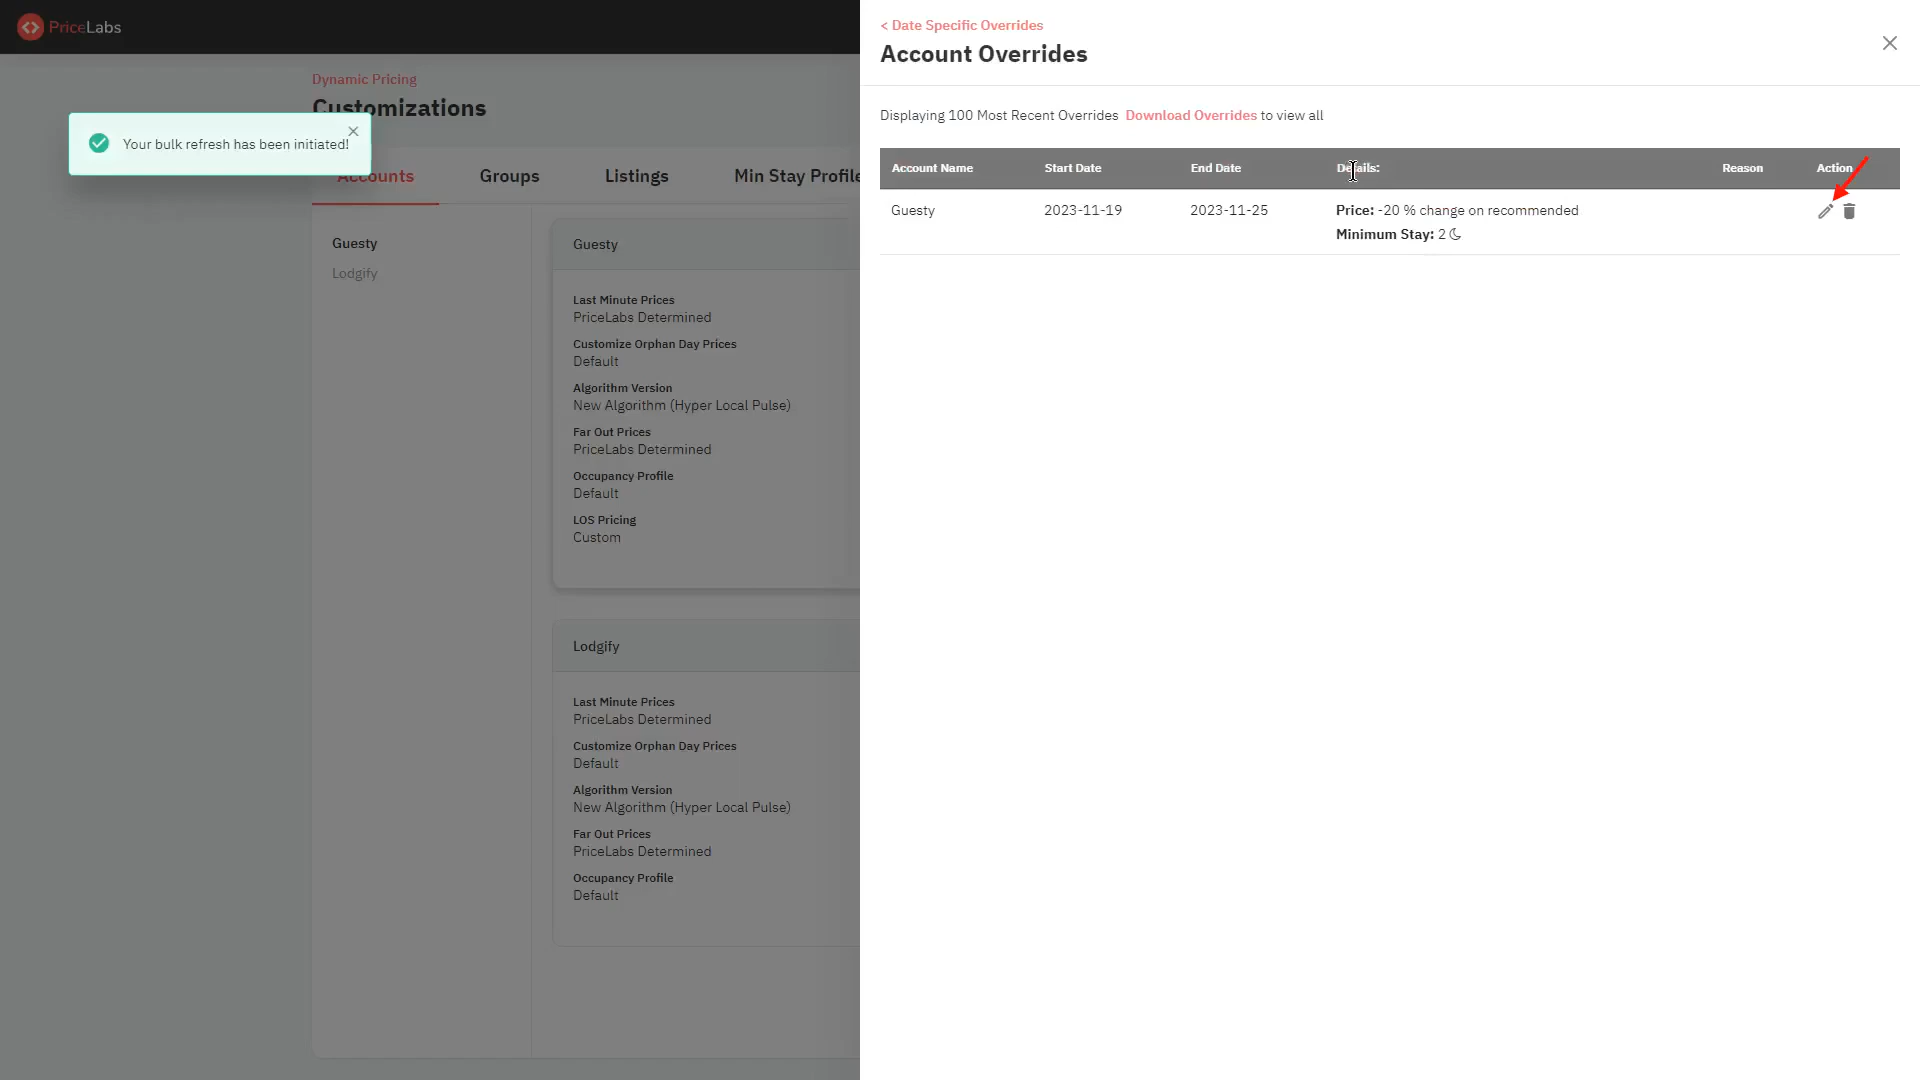 PriceLabs
Dynamic Pricing
Customizations
Your bulk refresh has been initiated!
Accounts
Groups
Listings
Min Stay Profile
Guesty
Lodgify
Guesty
Last Minute Prices
PriceLabs Determined
Customize Orphan Day Prices
Default
Algorithm Version
New Algorithm (Hyper Local Pulse)
Far Out Prices
PriceLabs Determined
Occupancy Profile
Default
LOS Pricing
Custom
Lodgify
Last Minute Prices
PriceLabs Determined
Customize Orphan Day Prices
Default
Algorithm Version
New Algorithm (Hyper Local Pulse)
Far Out Prices
PriceLabs Determined
Occupancy Profile
Default
< Date Specific Overrides
Account Overrides
Displaying 100 Most Recent Overrides Download Overrides to view all
Account Name Start Date End Date Details: Reason Action
Guesty 2023-11-19 2023-11-25 Price: -20 % change on recommended
Minimum Stay: 2